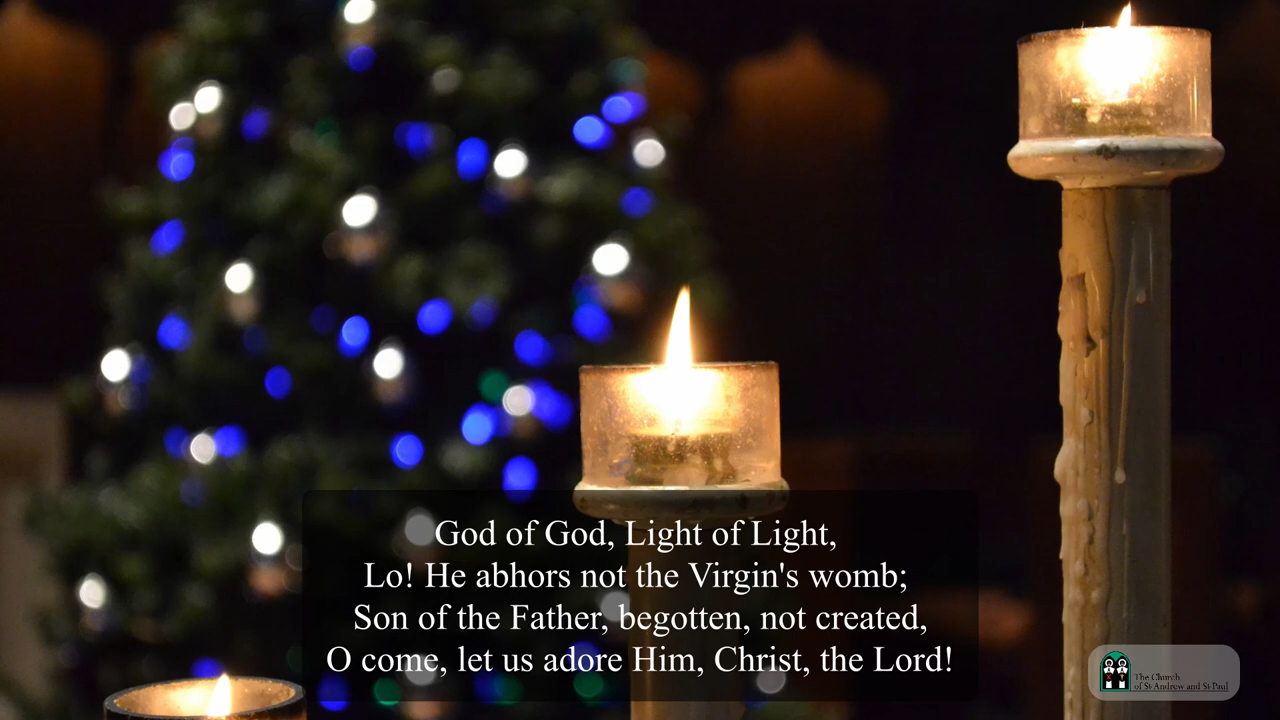 God of God, Light of Light,
Lo! He abhors not the Virgin's womb;
Son of the Father, begotten, not created,
O come, let us adore Him, Christ, the Lord!
The Church
of St Andrew and St Paul